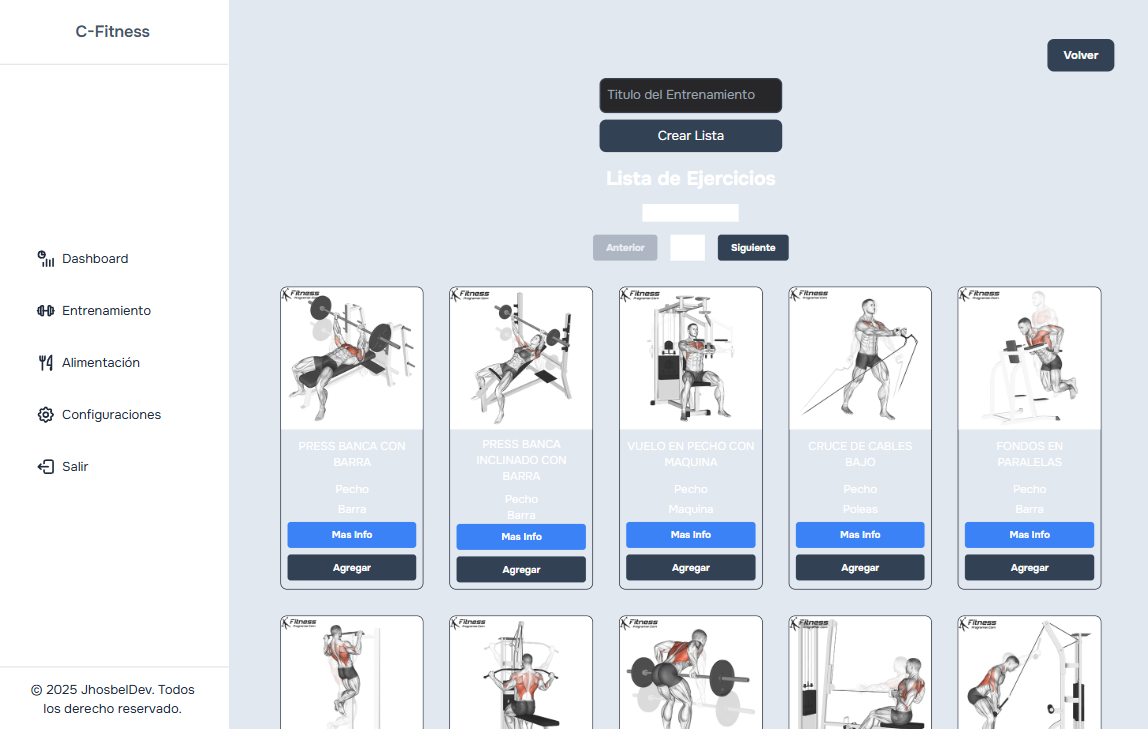 C-Fitness
Volver
Titulo del Entrenamiento
Crear Lista
Lista de Ejercicios
Anterior
Siguiente
Dashboard
Entrenamiento
Alimentación
Configuraciones
Salir
Fitness
Fitness
Fitness
Fitness
Fitness
PRESS BANCA CON
BARRA
Pecho
Barra
Mas Info
Agregar
PRESS BANCA
INCLINADO CON
BARRA
Pecho
Barra
Mas Info
Agregar
VUELO EN PECHO CON
MAQUINA
Pecho
Maquina
Mas Info
Agregar
CRUCE DE CABLES
BAJO
Pecho
Poleas
Mas Info
Agregar
FONDOS EN
PARALELAS
Pecho
Barra
Mas Info
Agregar
Fitness
Fitness
Fitness
Fitness
Fitness
© 2025 JhosbelDev. Todos
los derecho reservado.